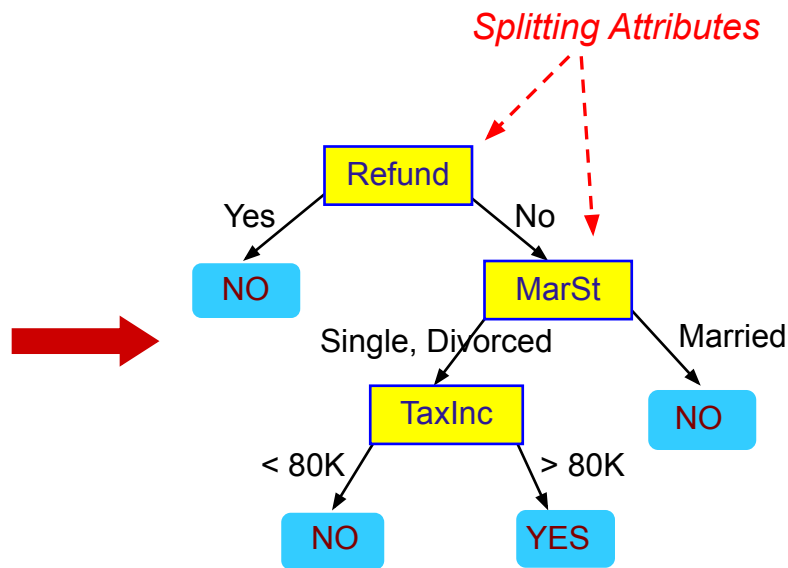 Splitting Attributes
Refund
Yes
No
NO
MarSt
Single, Divorced
Married
TaxInc
NO
< 80K
> 80K
NO
YES